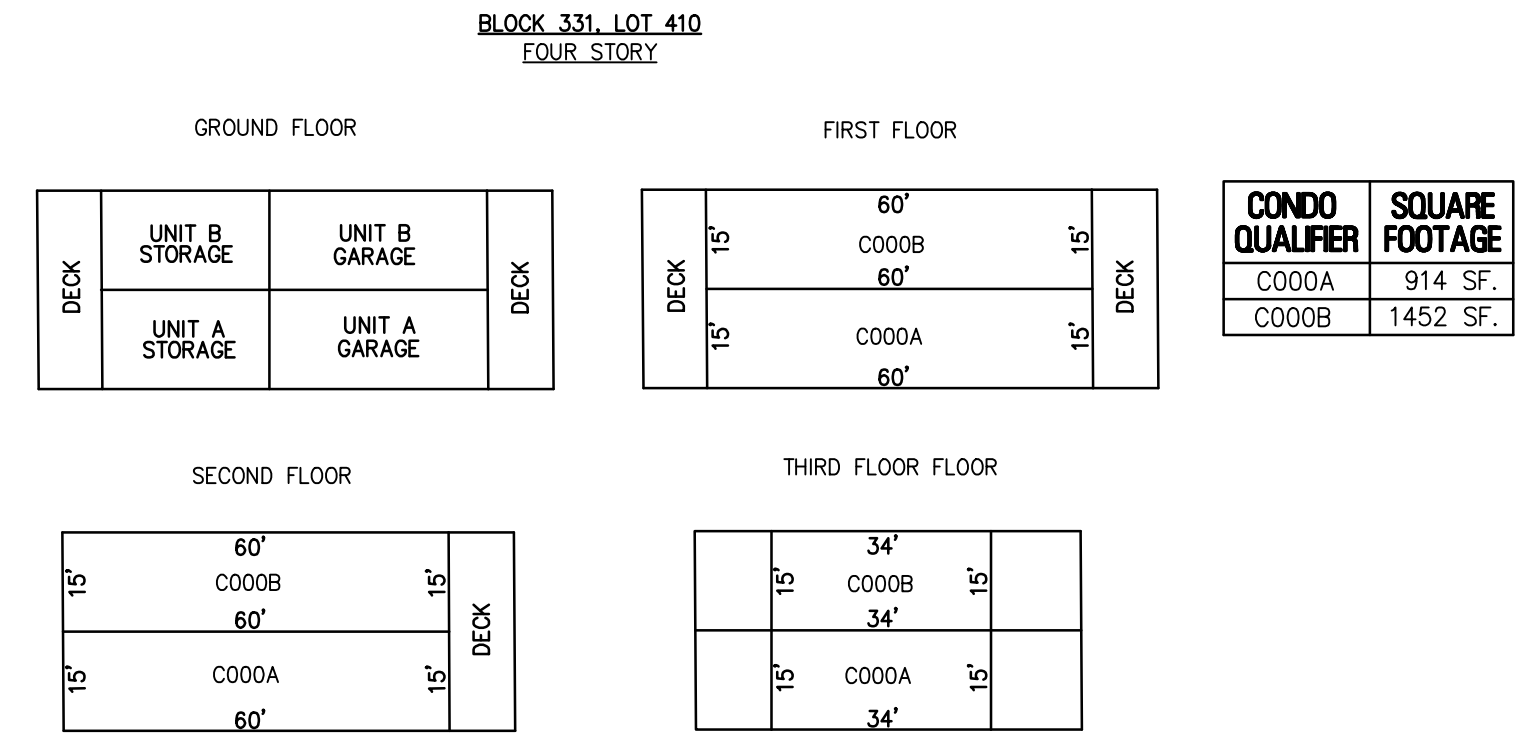 BLOCK 331, LOT 410
FOUR STORY
GROUND FLOOR
DECK
UNIT B
STORAGE
UNIT B
GARAGE
UNIT A
STORAGE
UNIT A
GARAGE
DECK
FIRST FLOOR
DECK
60'
15'
C000B
15'
60'
15'
C000A
15'
60'
DECK
CONDO
QUALIFIER
SQUARE
FOOTAGE
C000A
914 SF.
C000B
1452 SF.
SECOND FLOOR
60'
15'
C000B
15'
60'
15'
C000A
15'
60'
DECK
THIRD FLOOR FLOOR
34'
15'
C000B
15'
34'
15'
C000A
15'
34'